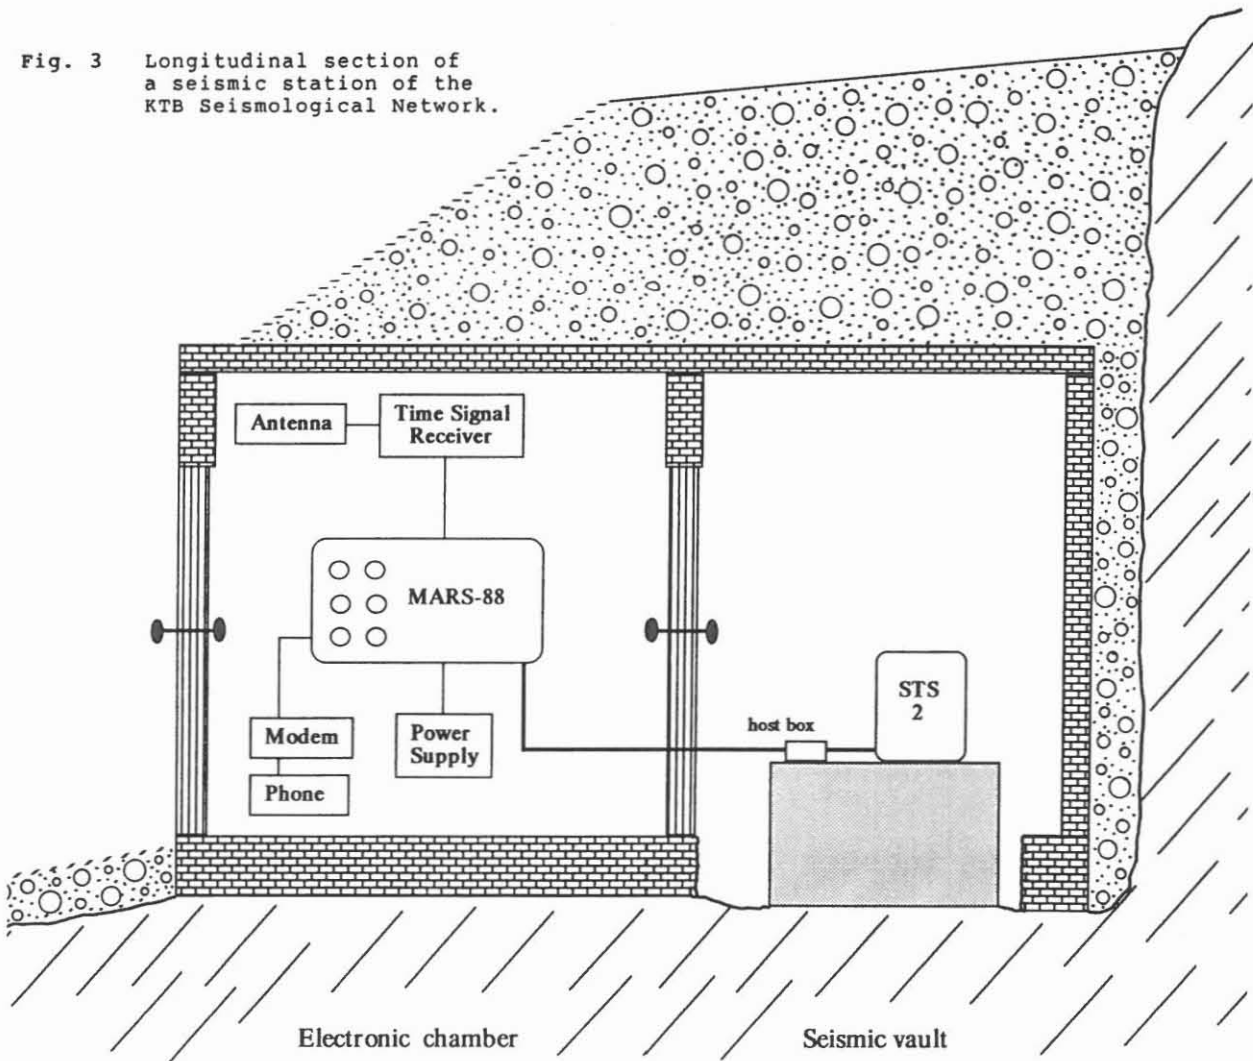 Fig. 3 Longitudinal section of
a seismic station of the
KTB Seismological Network.
Antenna
Time Signal
Receiver
MARS-88
STS
2
host box
Modem
Power
Supply
Phone
Electronic chamber
Seismic vault